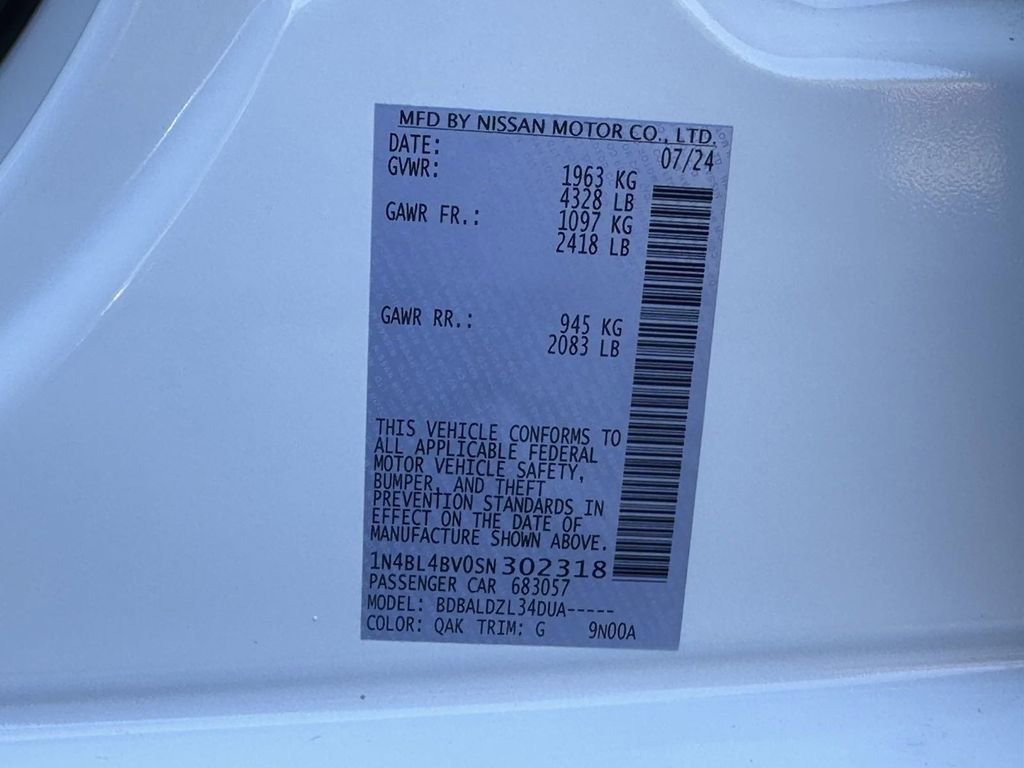 MFD BY NISSAN MOTOR CO., LTD.
DATE: 07/24
GVWR: 1963 KG
4328 LB
GAWR FR.: 1097 KG
2418 LB
GAWR RR.: 945 KG
2083 LB
THIS VEHICLE CONFORMS TO
ALL APPLICABLE FEDERAL
MOTOR VEHICLE SAFETY,
BUMPER, AND THEFT
PREVENTION STANDARDS IN
EFFECT ON THE DATE OF
MANUFACTURE SHOWN ABOVE.
1N4BL4BV0SN302318
PASSENGER CAR 683057
MODEL: BDBALDZL34DUA-----
COLOR: QAK TRIM: G 9N00A